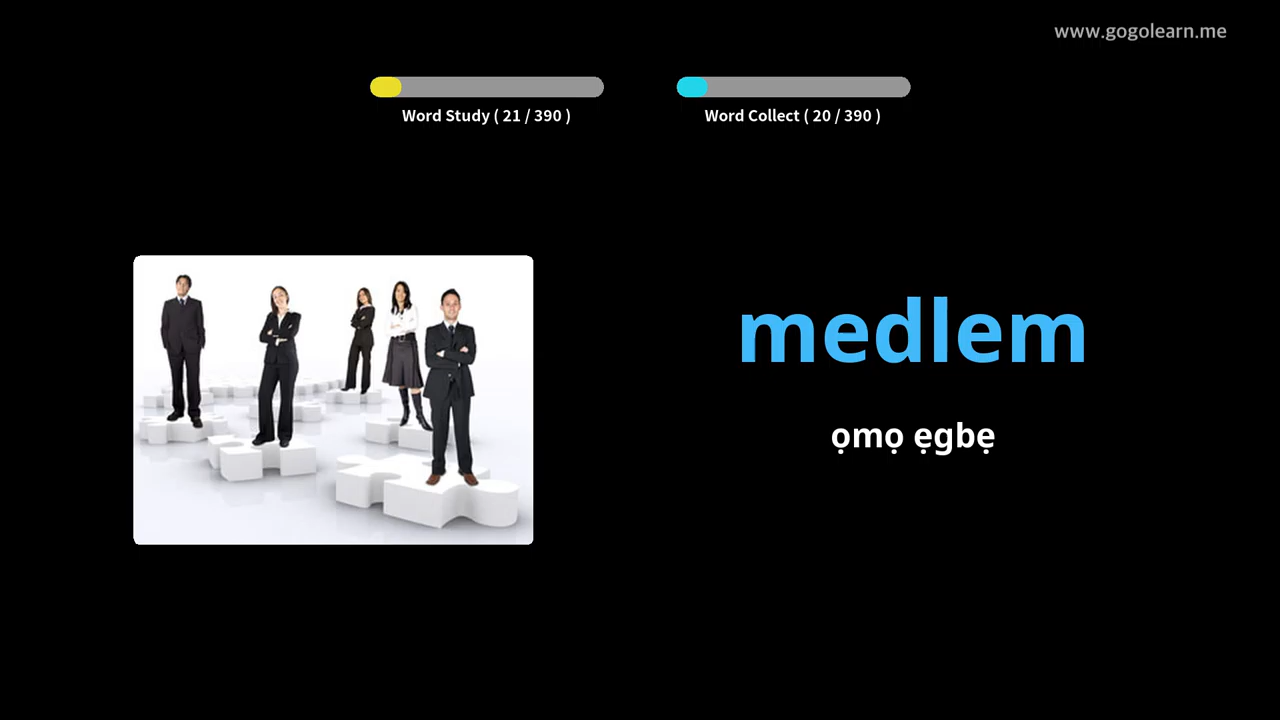 www.gogolearn.me
Word Study ( 21 / 390 )
Word Collect ( 20 / 390 )
medlem
ọmọ ẹgbẹ